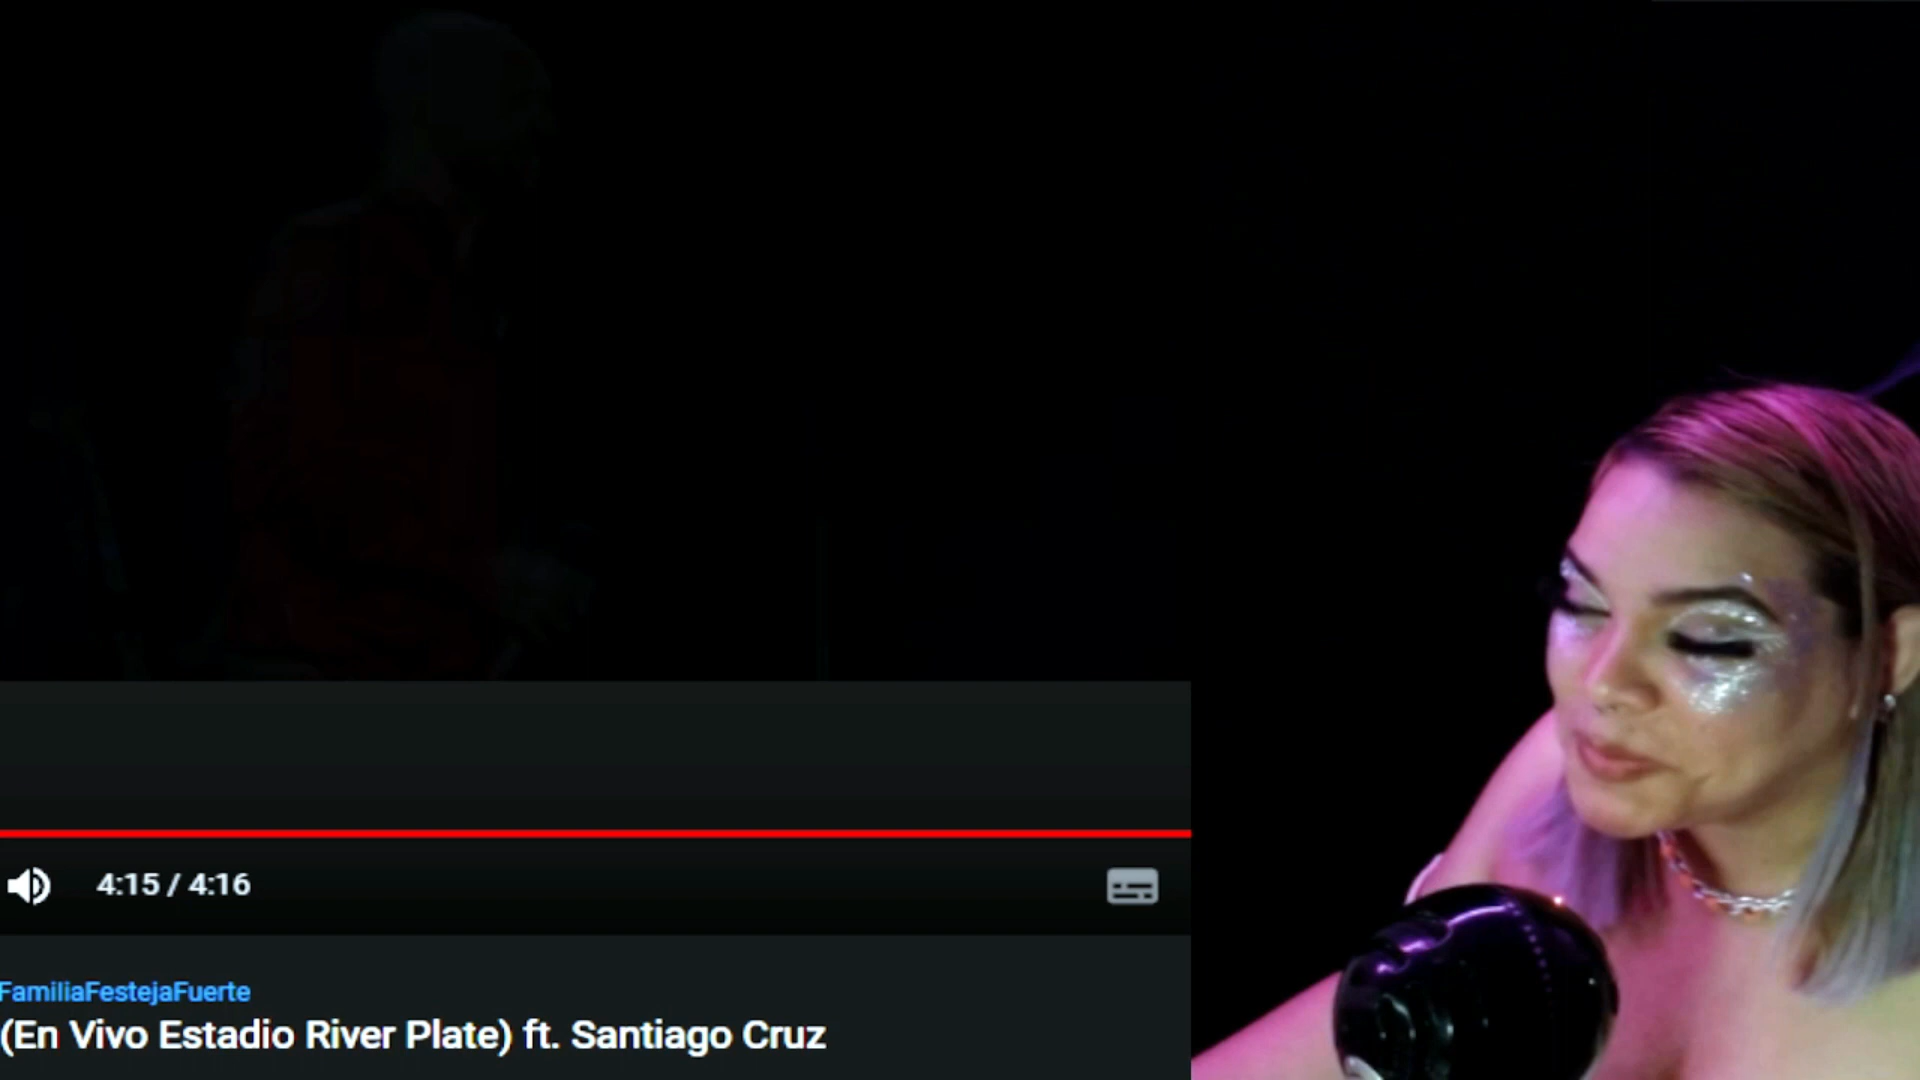 4:15 / 4:16
FamiliaFestejaFuerte
(En Vivo Estadio River Plate) ft. Santiago Cruz